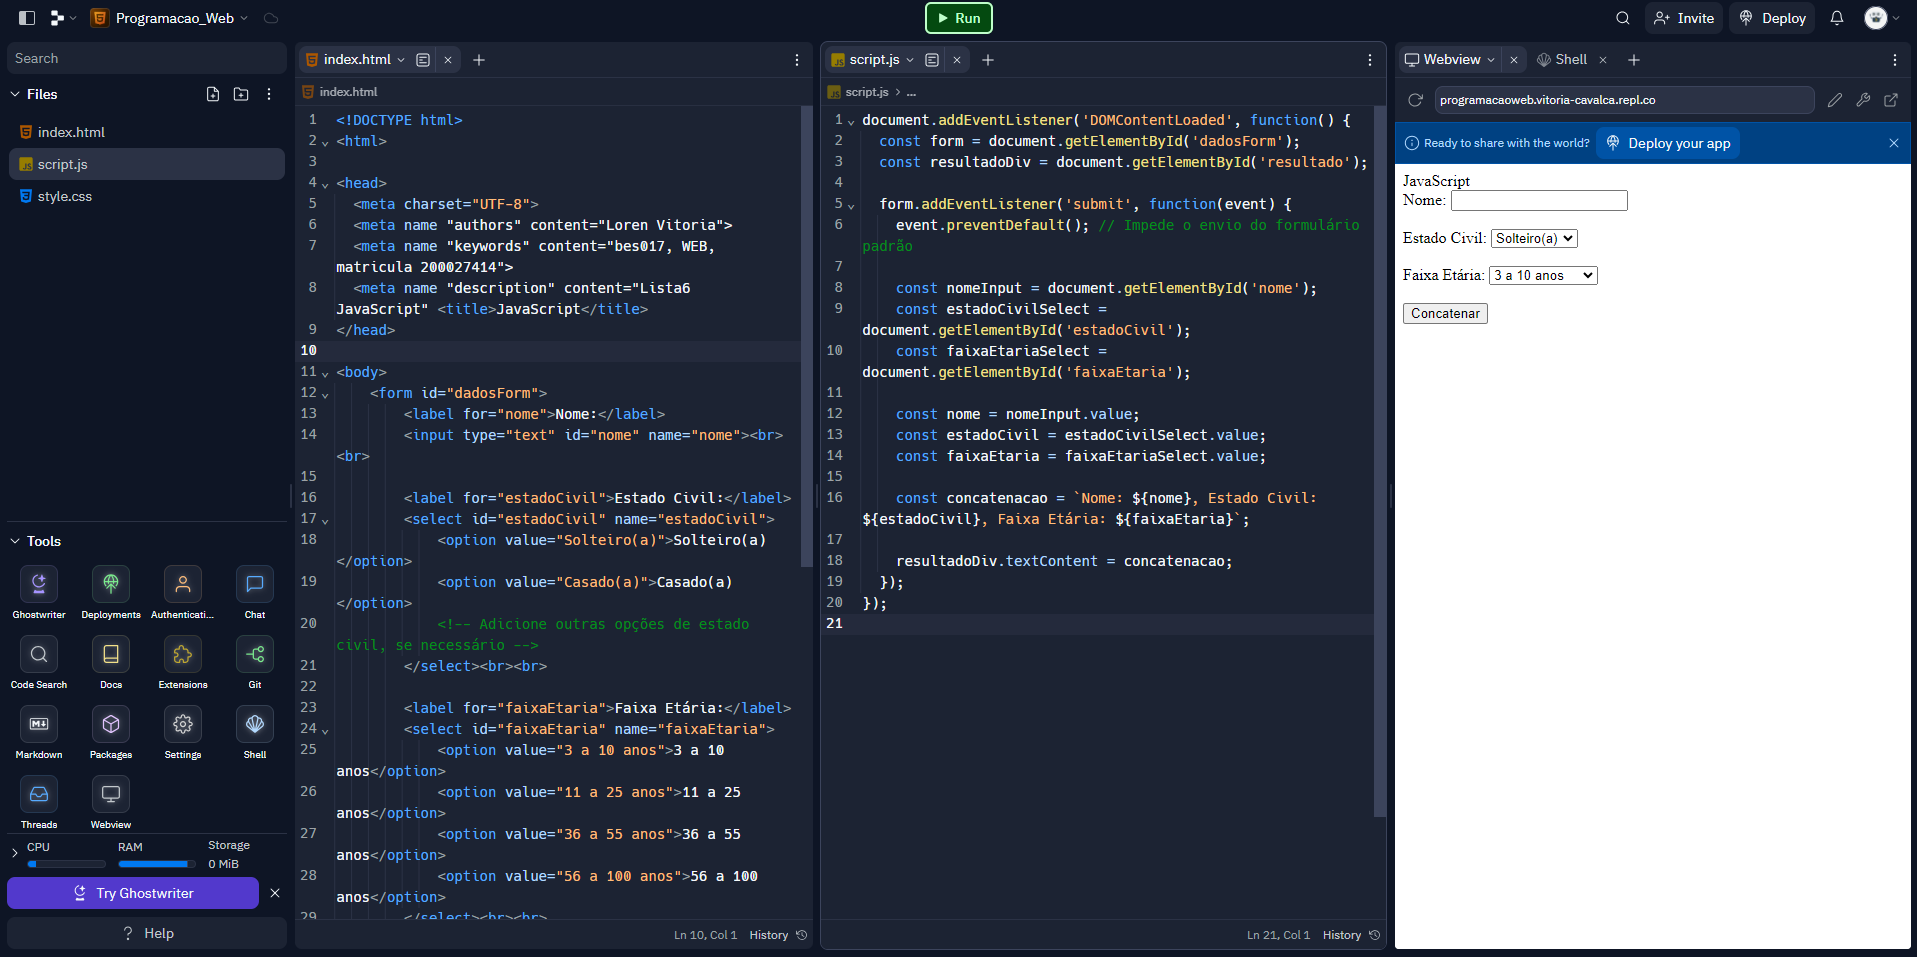 Programacao_Web
Run
Invite
Deploy
Search
Files
index.html
script.js
style.css
Tools
Ghostwriter
Deployments
Authenticati...
Chat
Code Search
Docs
Extensions
Git
Markdown
Packages
Settings
Shell
Threads
Webview
CPU
RAM
Storage
0 MiB
Try Ghostwriter
? Help
index.html
index.html
1 <!DOCTYPE html>
2 <html>
3
4 <head>
5 <meta charset="UTF-8">
6 <meta name "authors" content="Loren Vitoria">
7 <meta name "keywords" content="bes017, WEB,
matricula 200027414">
8 <meta name "description" content="Lista6
JavaScript" <title>JavaScript</title>
9 </head>
10
11 <body>
12 <form id="dadosForm">
13 <label for="nome">Nome:</label>
14 <input type="text" id="nome" name="nome"><br>
<br>
15
16 <label for="estadoCivil">Estado Civil:</label>
17 <select id="estadoCivil" name="estadoCivil">
18 <option value="Solteiro(a)">Solteiro(a)
</option>
19 <option value="Casado(a)">Casado(a)
</option>
20 <!-- Adicione outras opções de estado
civil, se necessário -->
21 </select><br><br>
22
23 <label for="faixaEtaria">Faixa Etária:</label>
24 <select id="faixaEtaria" name="faixaEtaria">
25 <option value="3 a 10 anos">3 a 10
anos</option>
26 <option value="11 a 25 anos">11 a 25
anos</option>
27 <option value="36 a 55 anos">36 a 55
anos</option>
28 <option value="56 a 100 anos">56 a 100
anos</option>
29 </select><br><br>
Ln 10, Col 1 History
script.js
script.js > ...
1 document.addEventListener('DOMContentLoaded', function() {
2 const form = document.getElementById('dadosForm');
3 const resultadoDiv = document.getElementById('resultado');
4
5 form.addEventListener('submit', function(event) {
6 event.preventDefault(); // Impede o envio do formulário
padrão
7
8 const nomeInput = document.getElementById('nome');
9 const estadoCivilSelect =
document.getElementById('estadoCivil');
10 const faixaEtariaSelect =
document.getElementById('faixaEtaria');
11
12 const nome = nomeInput.value;
13 const estadoCivil = estadoCivilSelect.value;
14 const faixaEtaria = faixaEtariaSelect.value;
15
16 const concatenacao = `Nome: ${nome}, Estado Civil:
${estadoCivil}, Faixa Etária: ${faixaEtaria}`;
17
18 resultadoDiv.textContent = concatenacao;
19 });
20 });
21
Ln 21, Col 1 History
Webview
Shell
programacaoweb.vitoria-cavalca.repl.co
Ready to share with the world?
Deploy your app
JavaScript
Nome:
Estado Civil: Solteiro(a)
Faixa Etária: 3 a 10 anos
Concatenar